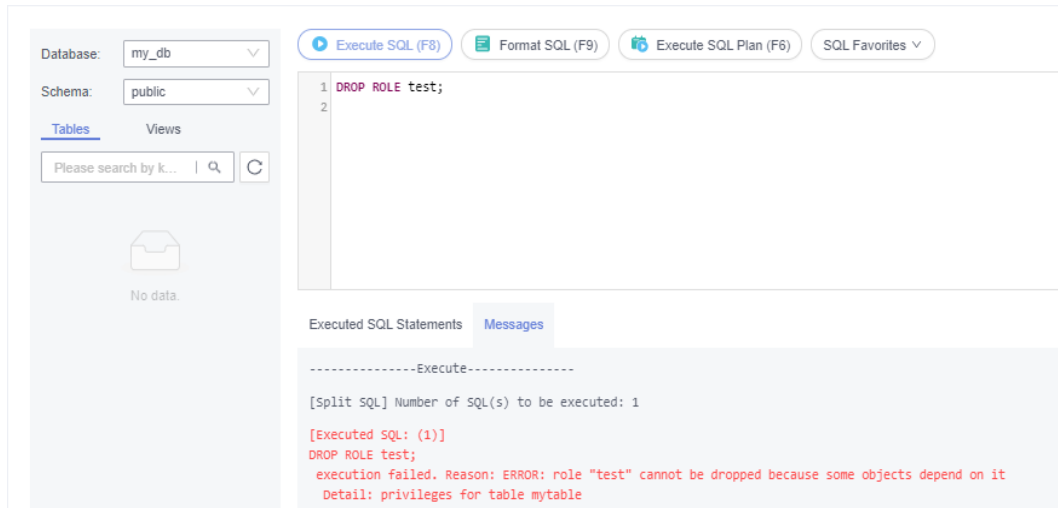 Database:
my_db
Schema:
public
Tables
Views
Please search by k...
No data.
Execute SQL (F8)
Format SQL (F9)
Execute SQL Plan (F6)
SQL Favorites
1 DROP ROLE test;
2
Executed SQL Statements
Messages
---------------Execute---------------
[Split SQL] Number of SQL(s) to be executed: 1
[Executed SQL: (1)]
DROP ROLE test;
execution failed. Reason: ERROR: role "test" cannot be dropped because some objects depend on it
Detail: privileges for table mytable